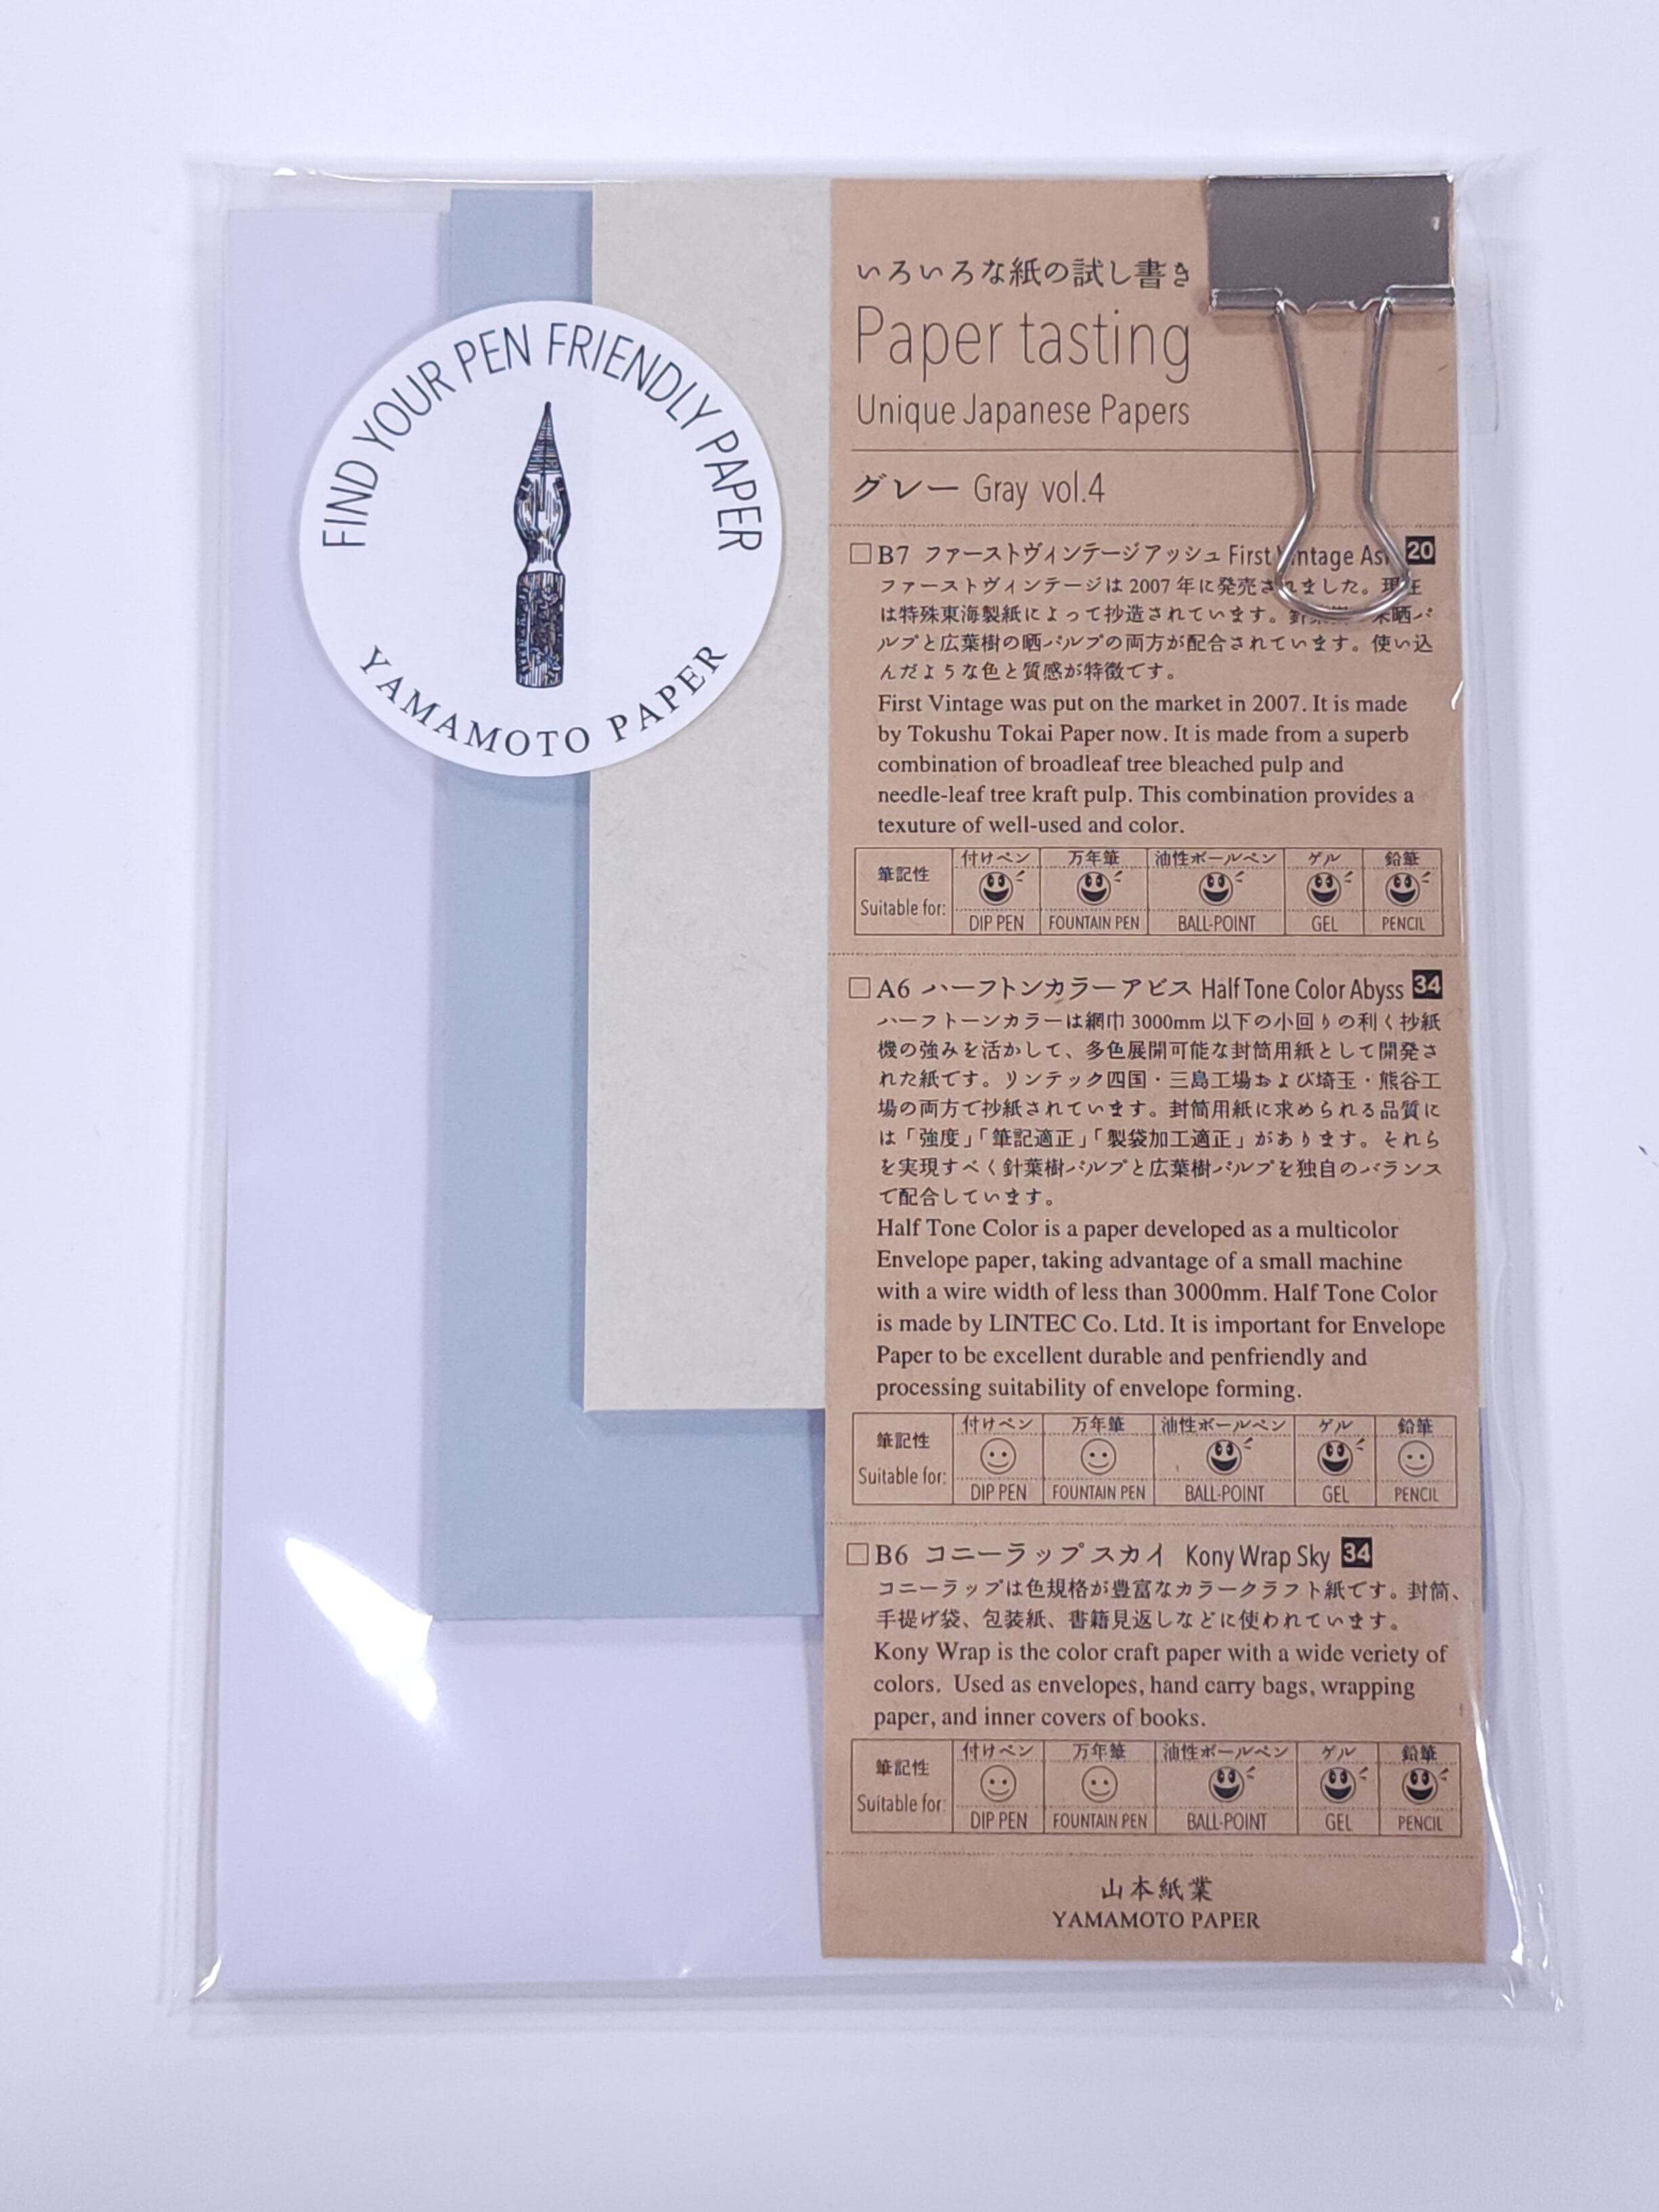 FIND YOUR PEN FRIENDLY PAPER
YAMAMOTO PAPER
いろいろな紙の試し書き
Paper tasting
Unique Japanese Papers
グレー Gray vol.4
□B7 ファーストヴィンテージアッシュ First 20
ファーストヴィンテージは 2007 年に発売されました。現在
は特殊東海製紙によって抄造されています。未晒パ
ルプと広葉樹の晒パルプの両方が配合されています。使い込
んだような色と質感が特徴です。
First Vintage was put on the market in 2007. It is made
by Tokushu Tokai Paper now. It is made from a superb
combination of broadleaf tree bleached pulp and
needle-leaf tree kraft pulp. This combination provides a
texuture of well-used and color.
筆記性 付けペン 万年筆 油性ボールペン ゲル 鉛筆
Suitable for: DIP PEN FOUNTAIN PEN BALL-POINT GEL PENCIL
□A6 ハーフトンカラーアビス Half Tone Color Abyss 34
ハーフトーンカラーは網巾 3000mm 以下の小回りの利く抄紙
機の強みを活かして、多色展開可能な封筒用紙として開発さ
れた紙です。リンテック四国・三島工場および埼玉・熊谷工
場の両方で抄紙されています。封筒用紙に求められる品質に
は「強度」「筆記適正」「製袋加工適正」があります。それら
を実現すべく針葉樹パルプと広葉樹パルプを独自のバランス
で配合しています。
Half Tone Color is a paper developed as a multicolor
Envelope paper, taking advantage of a small machine
with a wire width of less than 3000mm. Half Tone Color
is made by LINTEC Co. Ltd. It is important for Envelope
Paper to be excellent durable and penfriendly and
processing suitability of envelope forming.
筆記性 付けペン 万年筆 油性ボールペン ゲル 鉛筆
Suitable for: DIP PEN FOUNTAIN PEN BALL-POINT GEL PENCIL
□B6 コニーラップ スカイ Kony Wrap Sky 34
コニーラップは色規格が豊富なカラークラフト紙です。封筒、
手提げ袋、包装紙、書籍見返しなどに使われています。
Kony Wrap is the color craft paper with a wide veriety of
colors. Used as envelopes, hand carry bags, wrapping
paper, and inner covers of books.
筆記性 付けペン 万年筆 油性ボールペン ゲル 鉛筆
Suitable for: DIP PEN FOUNTAIN PEN BALL-POINT GEL PENCIL
山本紙業
YAMAMOTO PAPER